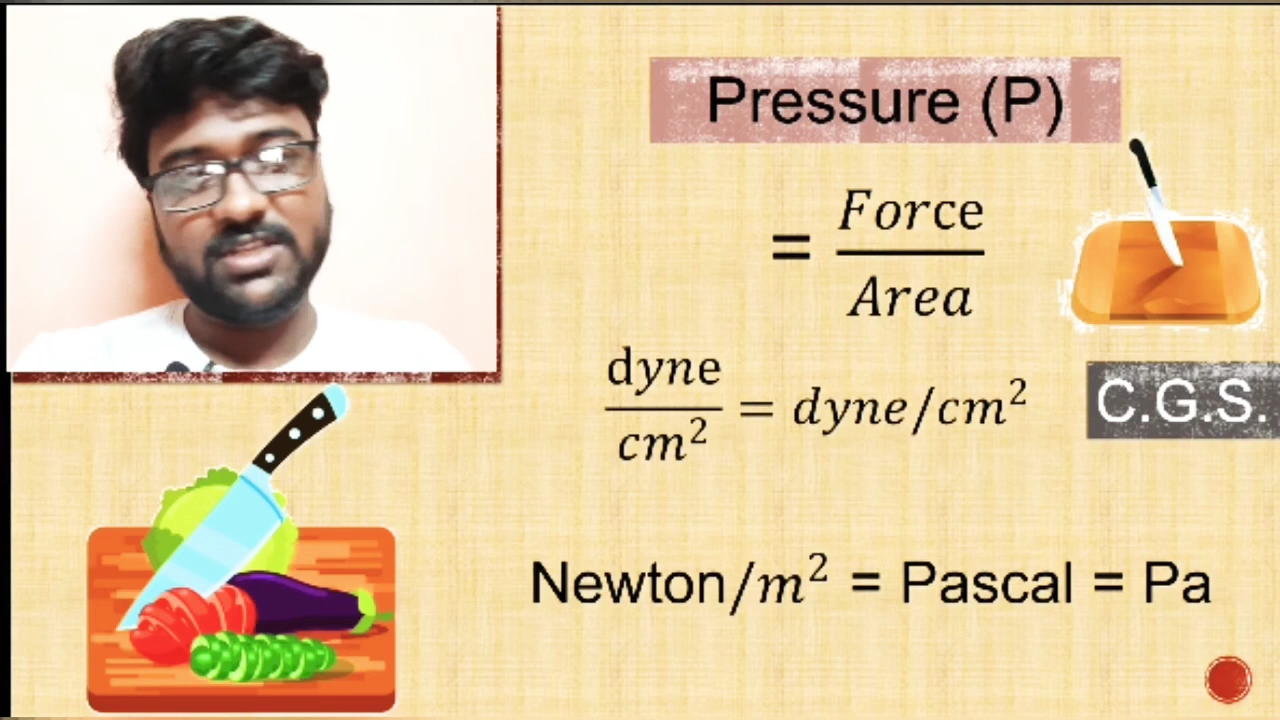 Pressure (P)
= Force / Area
dyne / cm² = dyne/cm²
C.G.S.
Newton/m² = Pascal = Pa